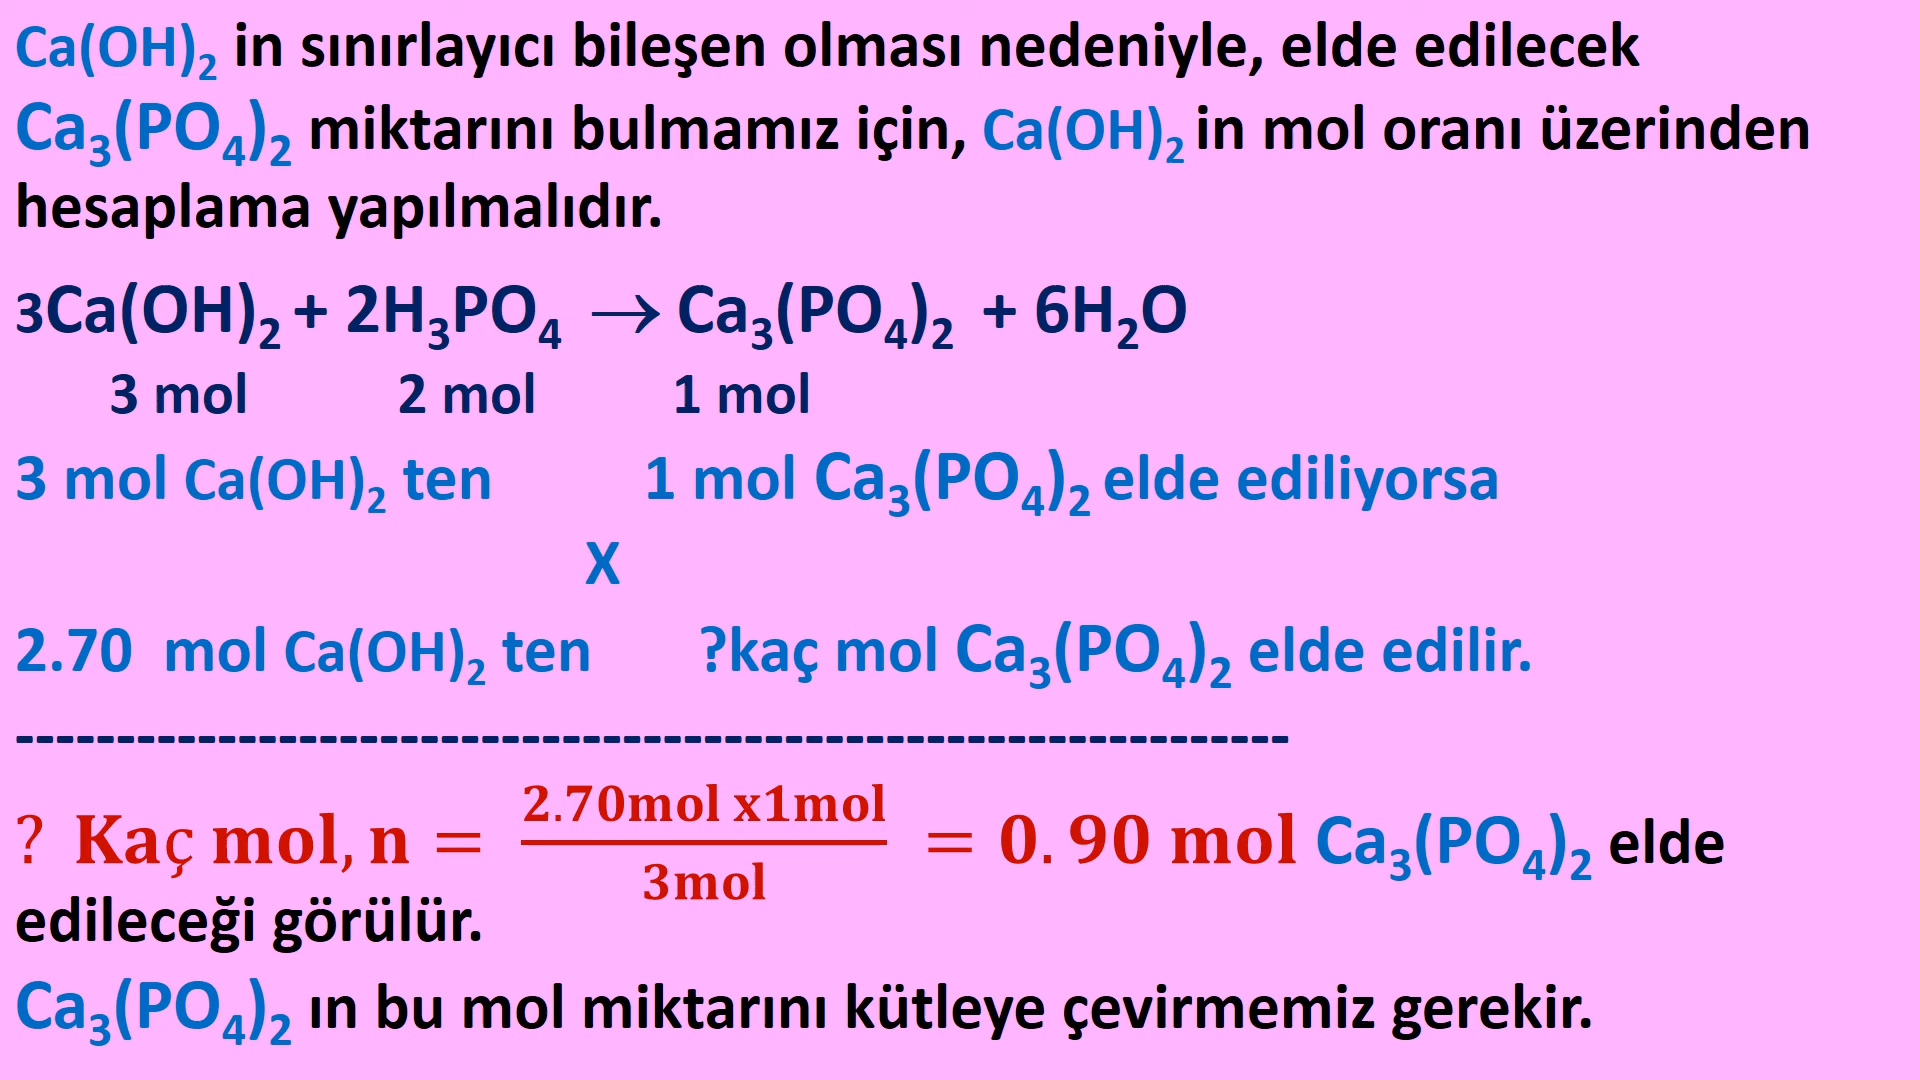 Ca(OH)₂ in sınırlayıcı bileşen olması nedeniyle, elde edilecek
Ca₃(PO₄)₂ miktarını bulmamız için, Ca(OH)₂ in mol oranı üzerinden
hesaplama yapılmalıdır.
3Ca(OH)₂ + 2H₃PO₄ → Ca₃(PO₄)₂ + 6H₂O
3 mol 2 mol 1 mol
3 mol Ca(OH)₂ ten 1 mol Ca₃(PO₄)₂ elde ediliyorsa
X
2.70 mol Ca(OH)₂ ten ?kaç mol Ca₃(PO₄)₂ elde edilir.
---------------------------------------------------------------
? Kaç mol, n = \frac{2.70mol x1mol}{3mol} = 0.90 mol Ca₃(PO₄)₂ elde
edileceği görülür.
Ca₃(PO₄)₂ ın bu mol miktarını kütleye çevirmemiz gerekir.